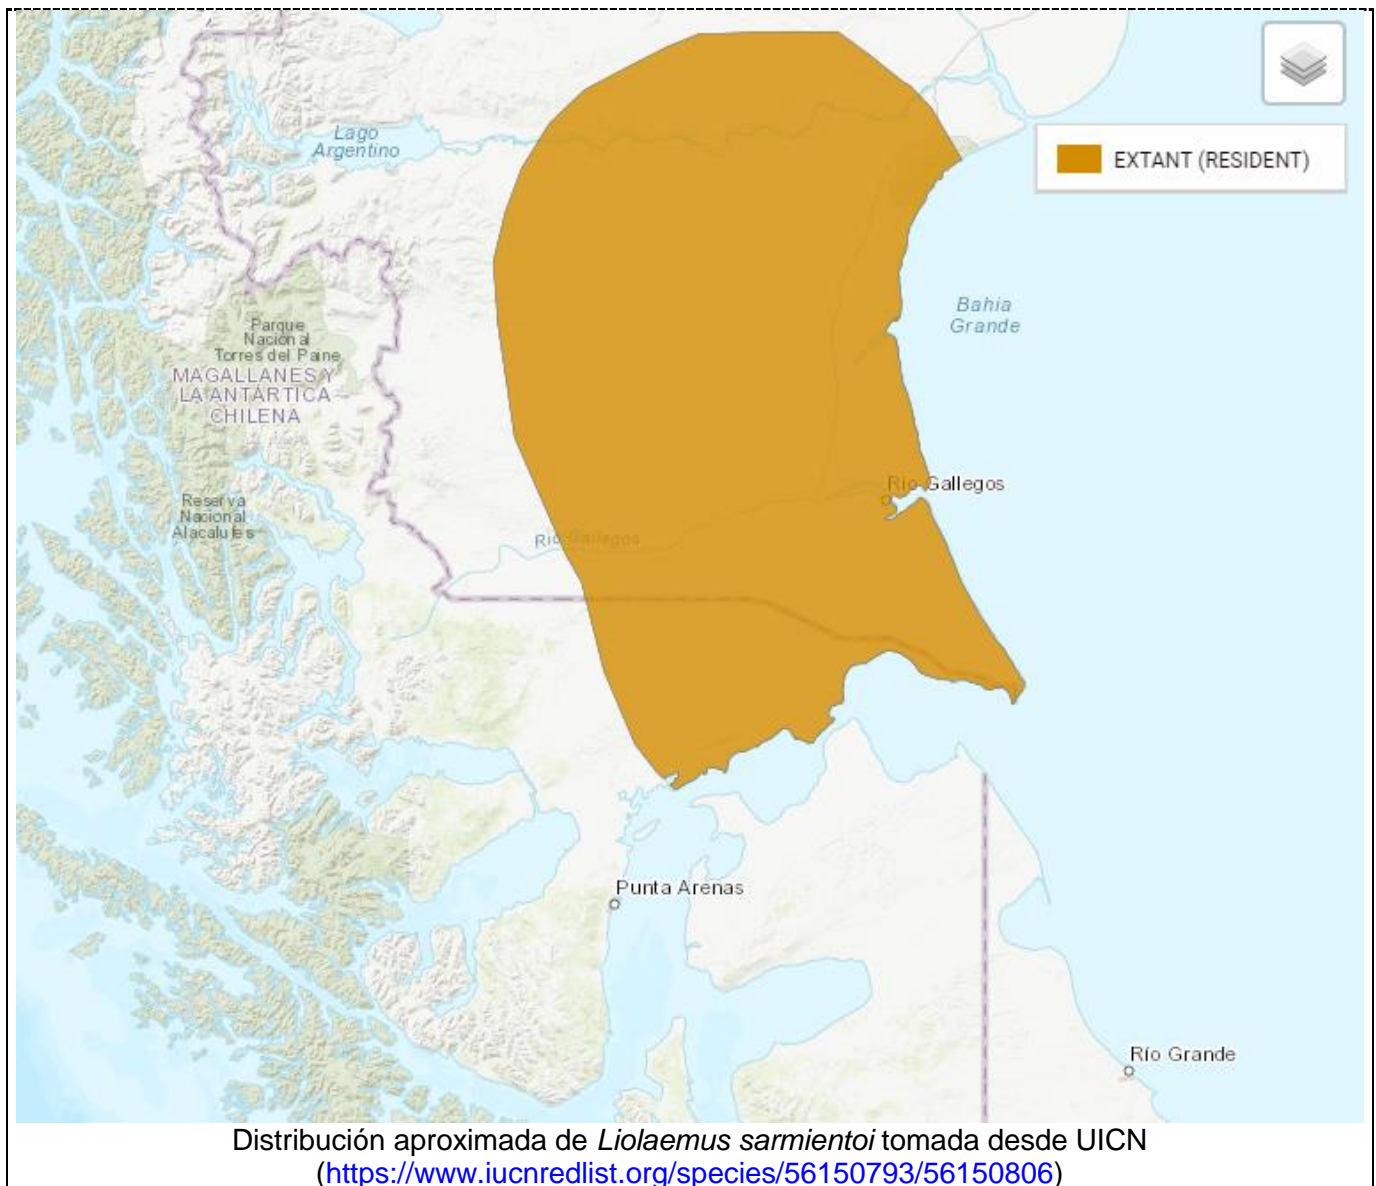 Lago
Argentino
EXTANT (RESIDENT)
Bahía
Grande
Parque
Nacional
Torres del Paine
MAGALLANES Y
LA ANTÁRTICA
CHILENA
Río Gallegos
Reserva
Nacional
Alacalufes
Río Gallegos
Punta Arenas
Río Grande
Distribución aproximada de Liolaemus sarmientoi tomada desde UICN
(https://www.iucnredlist.org/species/56150793/56150806)